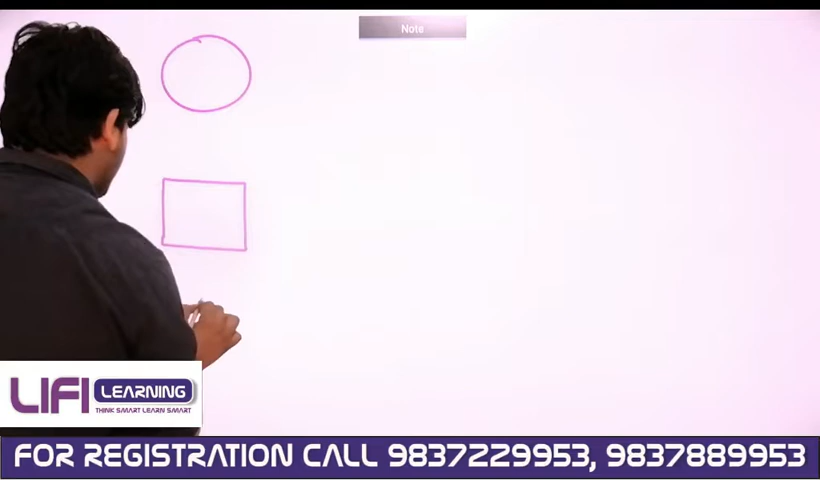 Note
LIFI LEARNING
THINK SMART LEARN SMART
FOR REGISTRATION CALL 9837229953, 9837889953